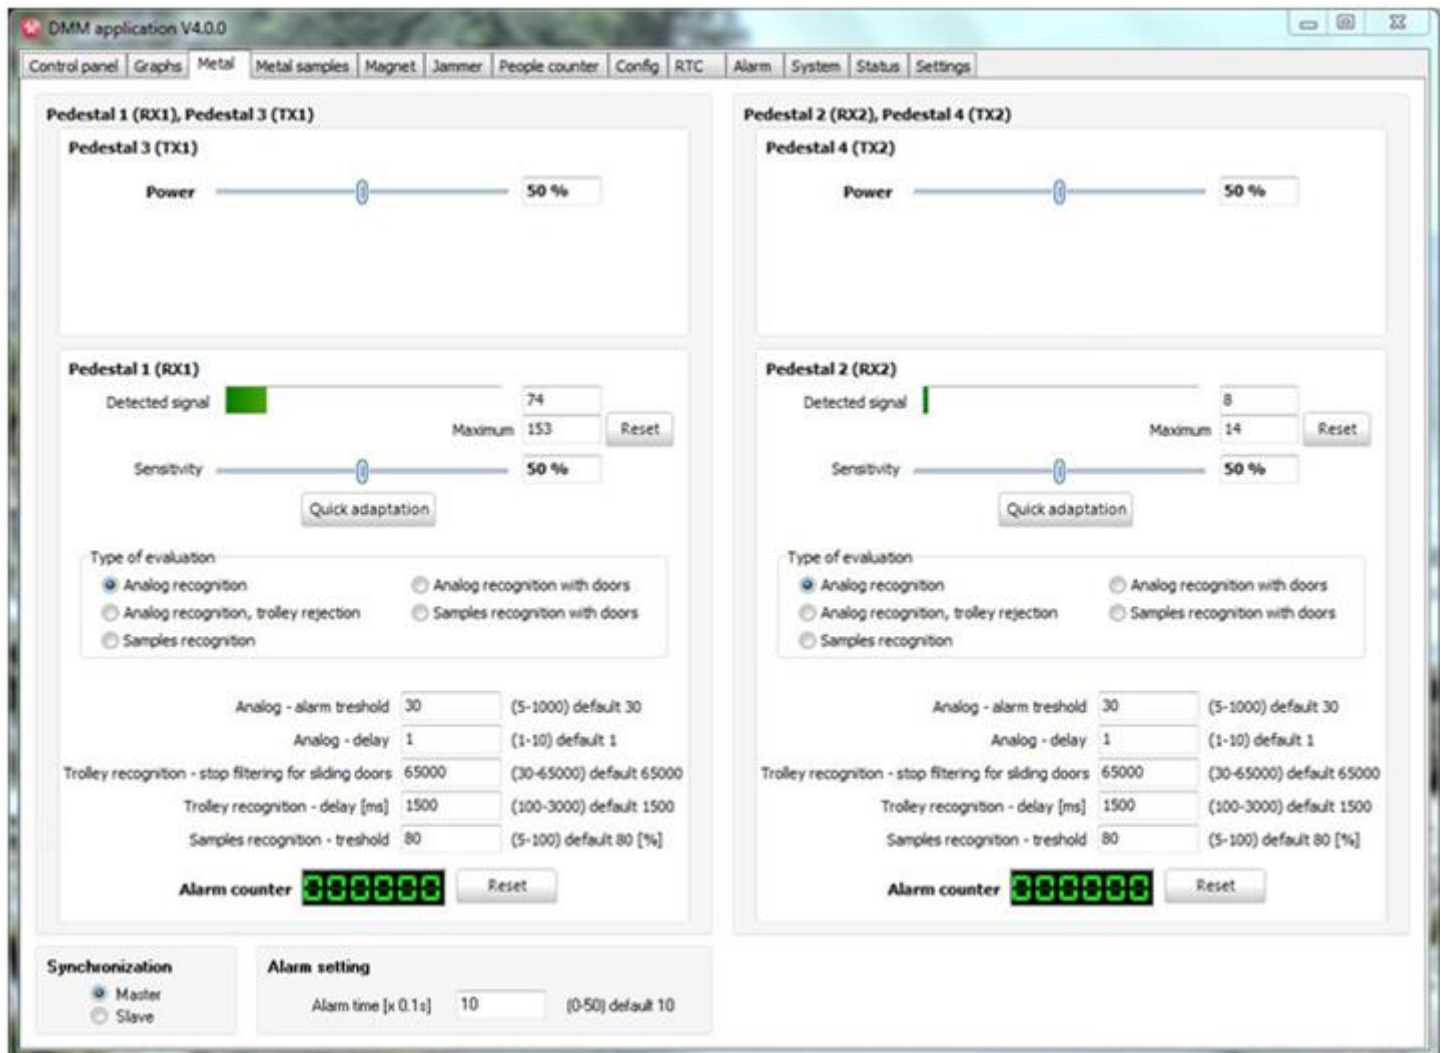 DMM application V4.0.0
Control panel Graphs Metal Metal samples Magnet Jammer People counter Config RTC Alarm System Status Settings
Pedestal 1 (RX1), Pedestal 3 (TX1)
Pedestal 3 (TX1)
Power 50 %
Pedestal 1 (RX1)
Detected signal 74
Maximum 153 Reset
Sensitivity 50 %
Quick adaptation
Type of evaluation
Analog recognition Analog recognition with doors
Analog recognition, trolley rejection Samples recognition with doors
Samples recognition
Analog - alarm treshold 30 (5-1000) default 30
Analog - delay 1 (1-10) default 1
Trolley recognition - stop filtering for sliding doors 65000 (30-65000) default 65000
Trolley recognition - delay [ms] 1500 (100-3000) default 1500
Samples recognition - treshold 80 (5-100) default 80 [%]
Alarm counter Reset
Pedestal 2 (RX2), Pedestal 4 (TX2)
Pedestal 4 (TX2)
Power 50 %
Pedestal 2 (RX2)
Detected signal 8
Maximum 14 Reset
Sensitivity 50 %
Quick adaptation
Type of evaluation
Analog recognition Analog recognition with doors
Analog recognition, trolley rejection Samples recognition with doors
Samples recognition
Analog - alarm treshold 30 (5-1000) default 30
Analog - delay 1 (1-10) default 1
Trolley recognition - stop filtering for sliding doors 65000 (30-65000) default 65000
Trolley recognition - delay [ms] 1500 (100-3000) default 1500
Samples recognition - treshold 80 (5-100) default 80 [%]
Alarm counter Reset
Synchronization
Master
Slave
Alarm setting
Alarm time [x 0.1s] 10 (0-50) default 10